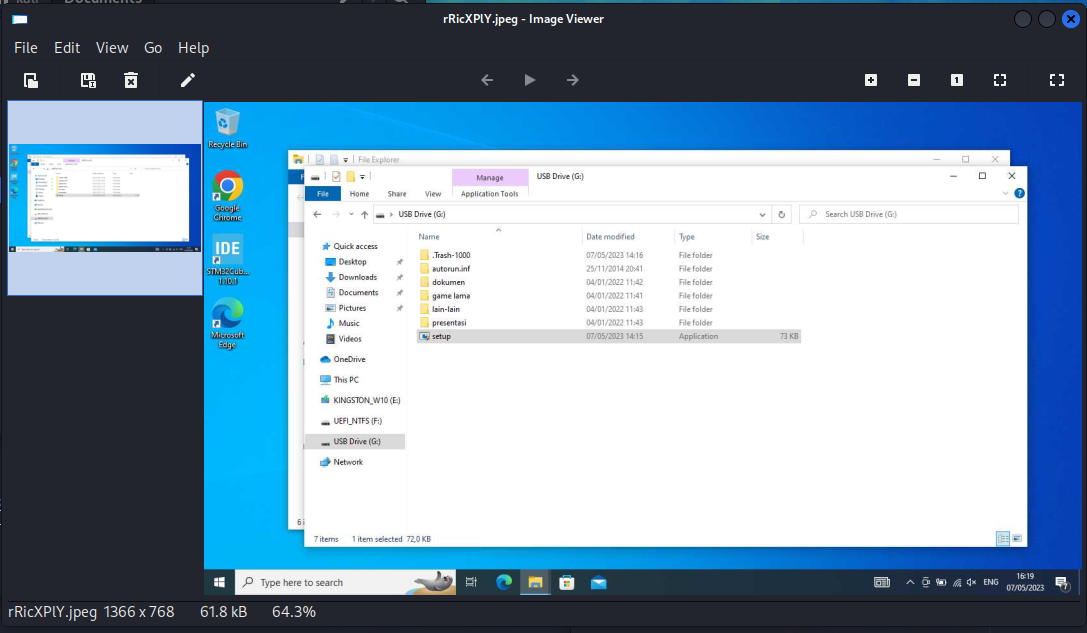 rRicXPlY.jpeg - Image Viewer
File Edit View Go Help
Recycle Bin
Google Chrome
IDE
STM32Cub...
1.10.1
Microsoft Edge
File Explorer
Manage
USB Drive (G:)
File Home Share View Application Tools
USB Drive (G:)
Search USB Drive (G:)
Name Date modified Type Size
Quick access
Desktop
Downloads
Documents
Pictures
Music
Videos
OneDrive
This PC
KINGSTON_W10 (E:)
UEFI_NTFS (F:)
USB Drive (G:)
Network
.Trash-1000 07/05/2023 14:16 File folder
autorun.inf 25/11/2014 20:41 File folder
dokumen 04/01/2022 11:42 File folder
game lama 04/01/2022 11:41 File folder
lain-lain 04/01/2022 11:43 File folder
presentasi 04/01/2022 11:43 File folder
setup 07/05/2023 14:15 Application 73 KB
7 items 1 item selected 72,0 KB
Type here to search
ENG
16:19
07/05/2023
7
rRicXPlY.jpeg 1366 x 768 61.8 kB 64.3%